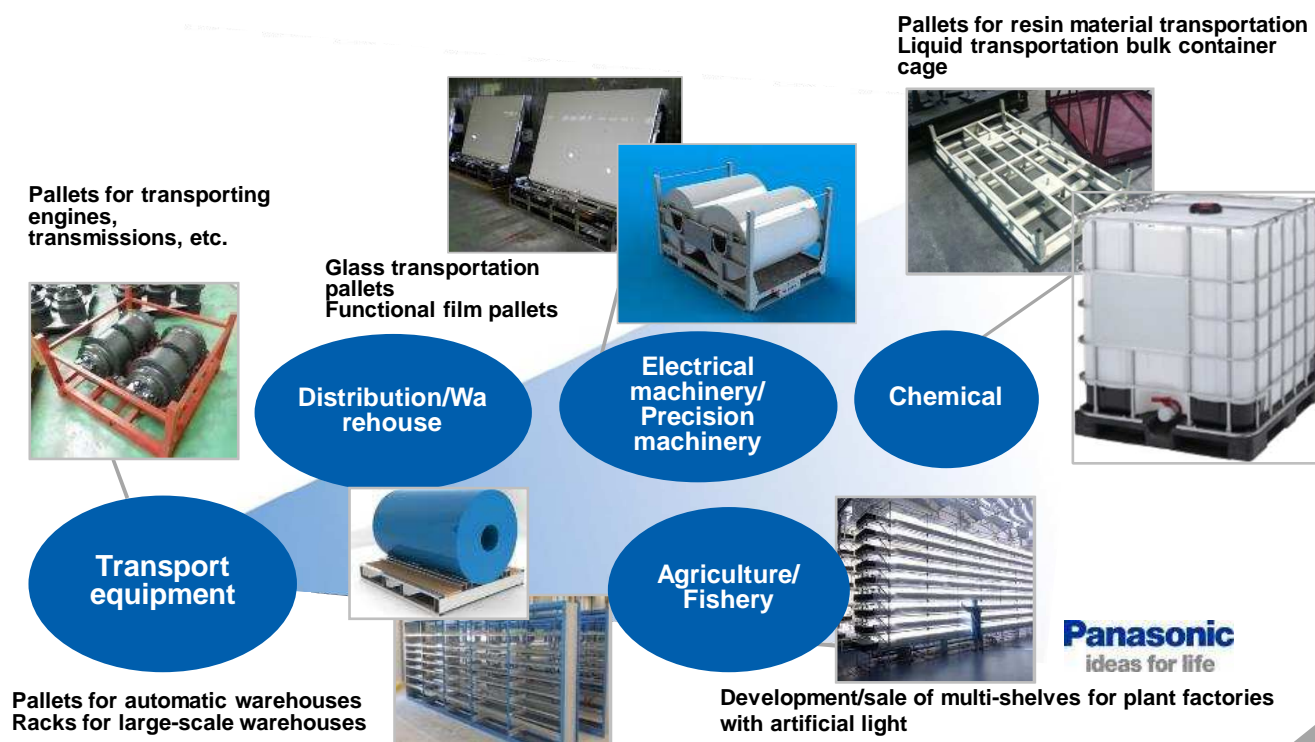 Pallets for resin material transportation
Liquid transportation bulk container
cage
Pallets for transporting
engines,
transmissions, etc.
Glass transportation
pallets
Functional film pallets
Distribution/Wa
rehouse
Electrical
machinery/
Precision
machinery
Chemical
Transport
equipment
Agriculture/
Fishery
Panasonic
ideas for life
Pallets for automatic warehouses
Racks for large-scale warehouses
Development/sale of multi-shelves for plant factories
with artificial light